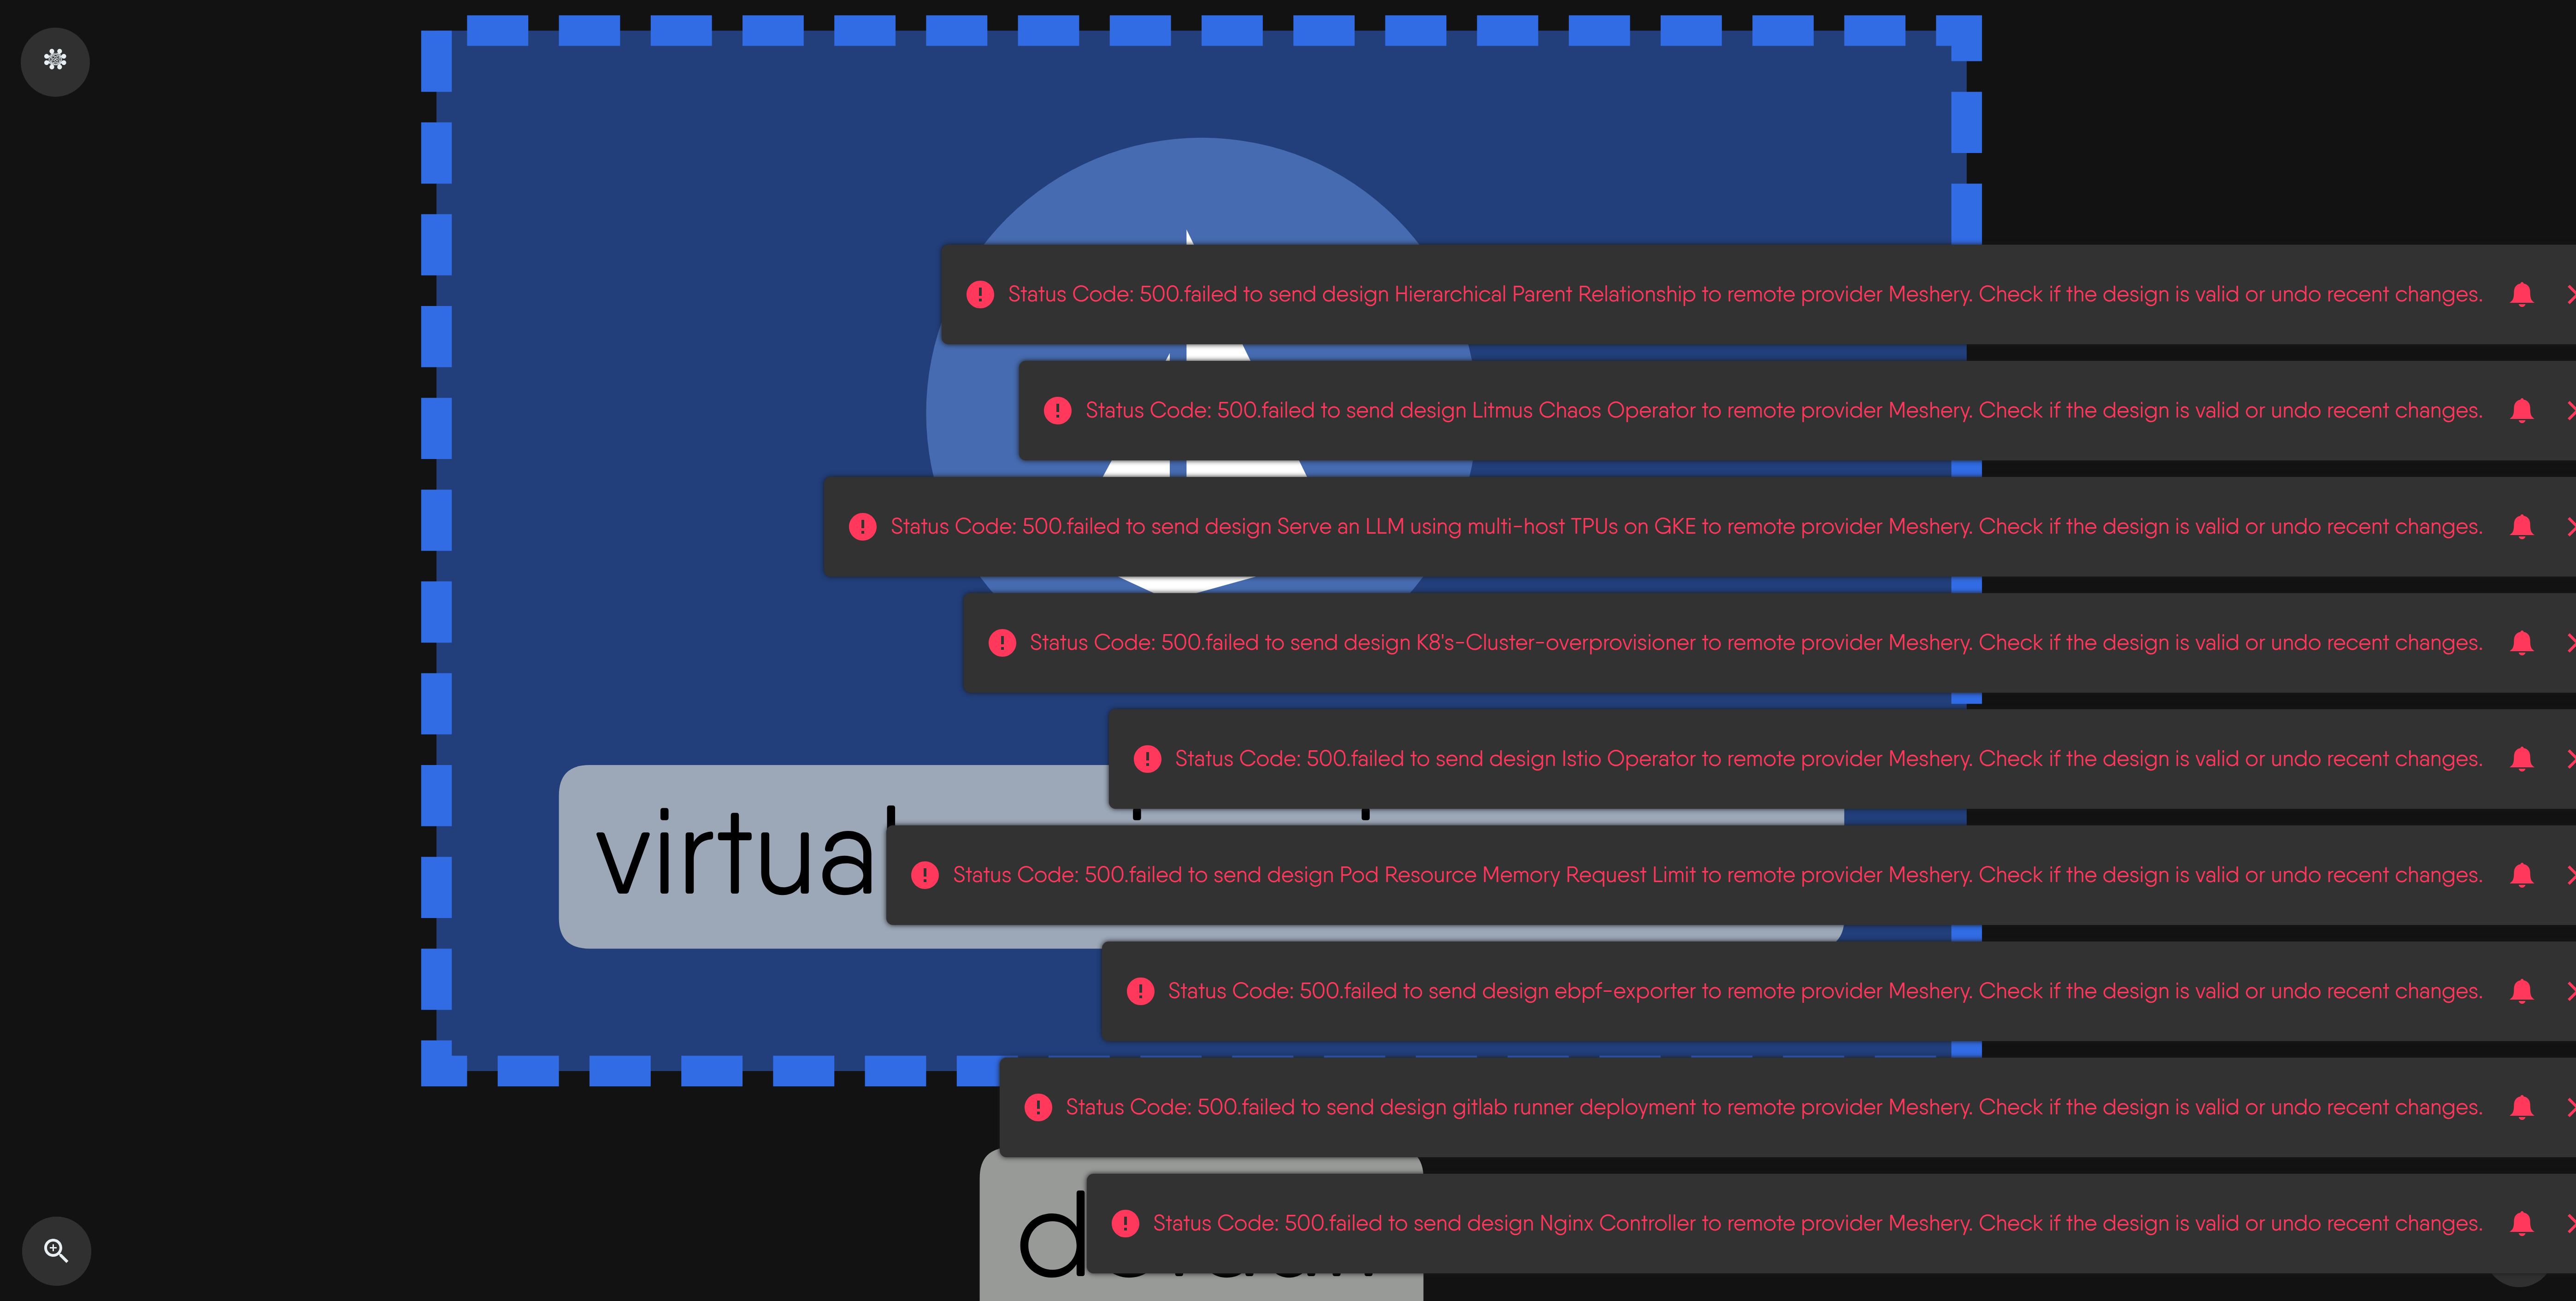 Status Code: 500.failed to send design Hierarchical Parent Relationship to remote provider Meshery. Check if the design is valid or undo recent changes.
Status Code: 500.failed to send design Litmus Chaos Operator to remote provider Meshery. Check if the design is valid or undo recent changes.
Status Code: 500.failed to send design Serve an LLM using multi-host TPUs on GKE to remote provider Meshery. Check if the design is valid or undo recent changes.
Status Code: 500.failed to send design K8's-Cluster-overprovisioner to remote provider Meshery. Check if the design is valid or undo recent changes.
Status Code: 500.failed to send design Istio Operator to remote provider Meshery. Check if the design is valid or undo recent changes.
virtual
Status Code: 500.failed to send design Pod Resource Memory Request Limit to remote provider Meshery. Check if the design is valid or undo recent changes.
Status Code: 500.failed to send design ebpf-exporter to remote provider Meshery. Check if the design is valid or undo recent changes.
Status Code: 500.failed to send design gitlab runner deployment to remote provider Meshery. Check if the design is valid or undo recent changes.
Status Code: 500.failed to send design Nginx Controller to remote provider Meshery. Check if the design is valid or undo recent changes.